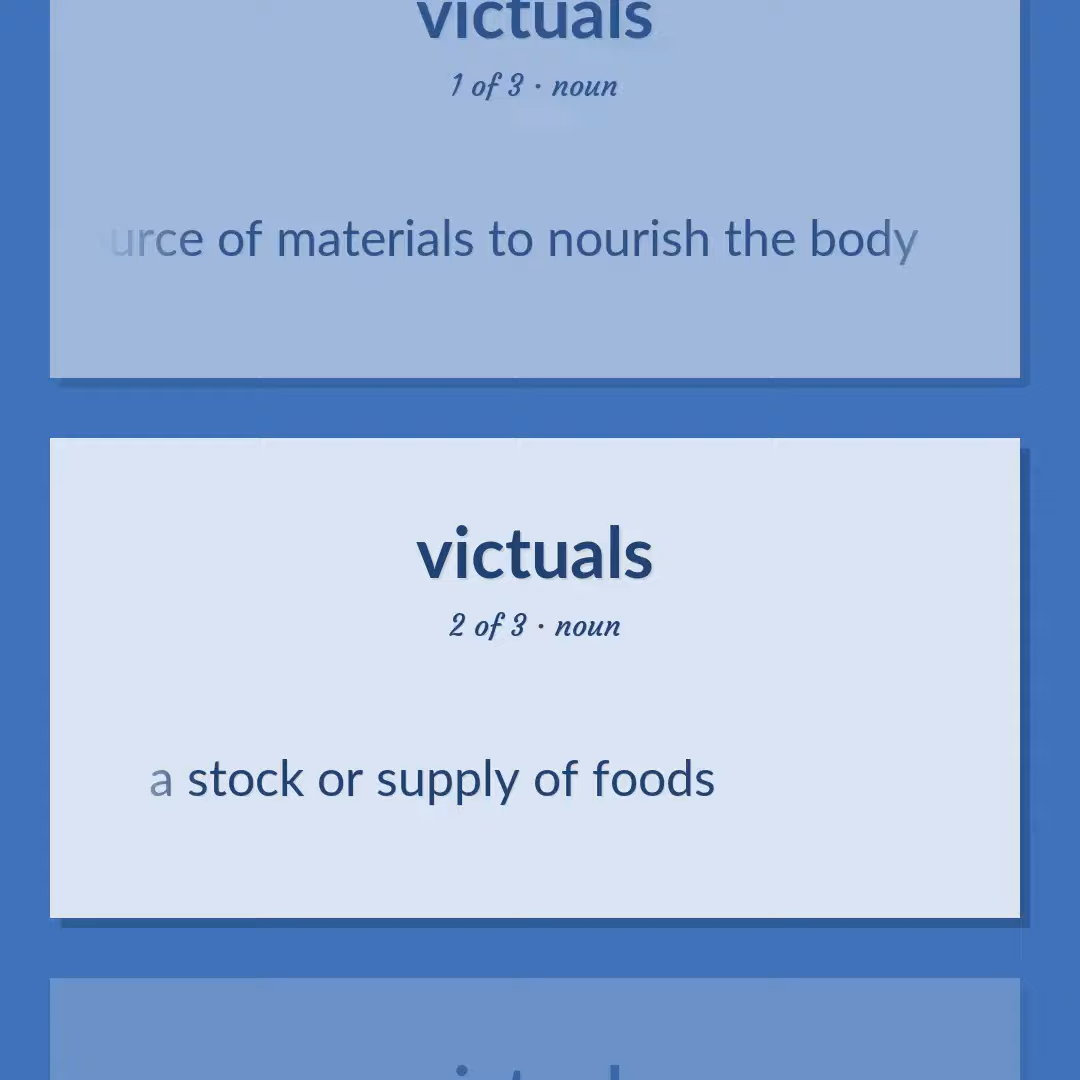 victuals
1 of 3 · noun
of materials to nourish the body
victuals
2 of 3 · noun
a stock or supply of foods